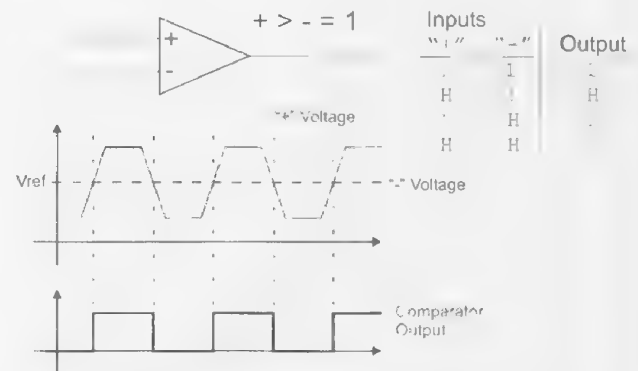 + > - = 1
Inputs
"+" "-" Output
+
-
H H
H
H H
"+" Voltage
Vref
"-" Voltage
Comparator
Output